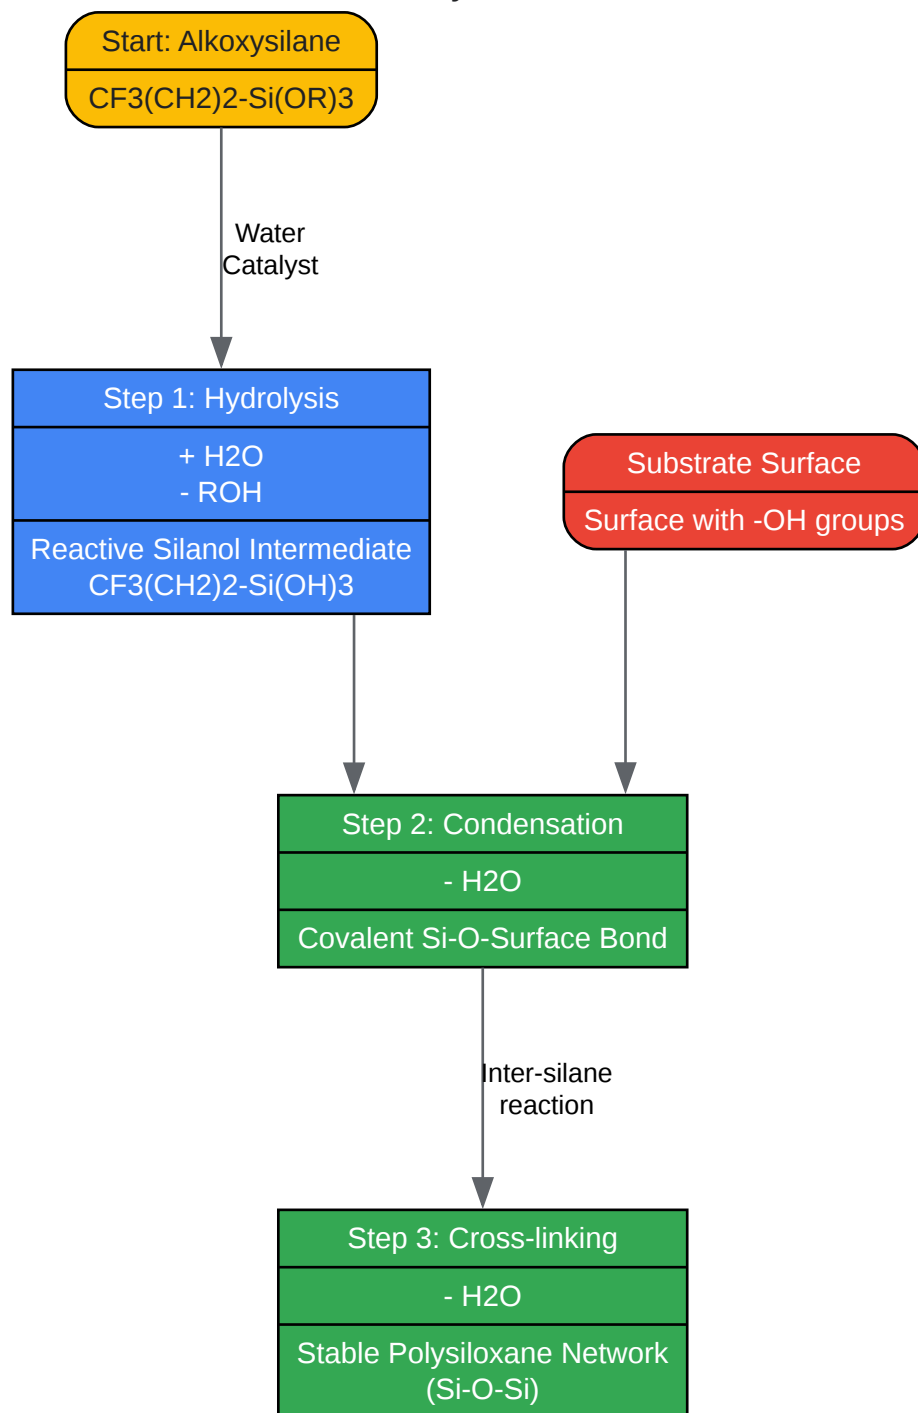 Start: Alkoxysilane
CF3(CH2)2-Si(OR)3
Water
Catalyst
Step 1: Hydrolysis
+ H2O
- ROH
Reactive Silanol Intermediate
CF3(CH2)2-Si(OH)3
Substrate Surface
Surface with -OH groups
Step 2: Condensation
- H2O
Covalent Si-O-Surface Bond
Inter-silane
reaction
Step 3: Cross-linking
- H2O
Stable Polysiloxane Network
(Si-O-Si)